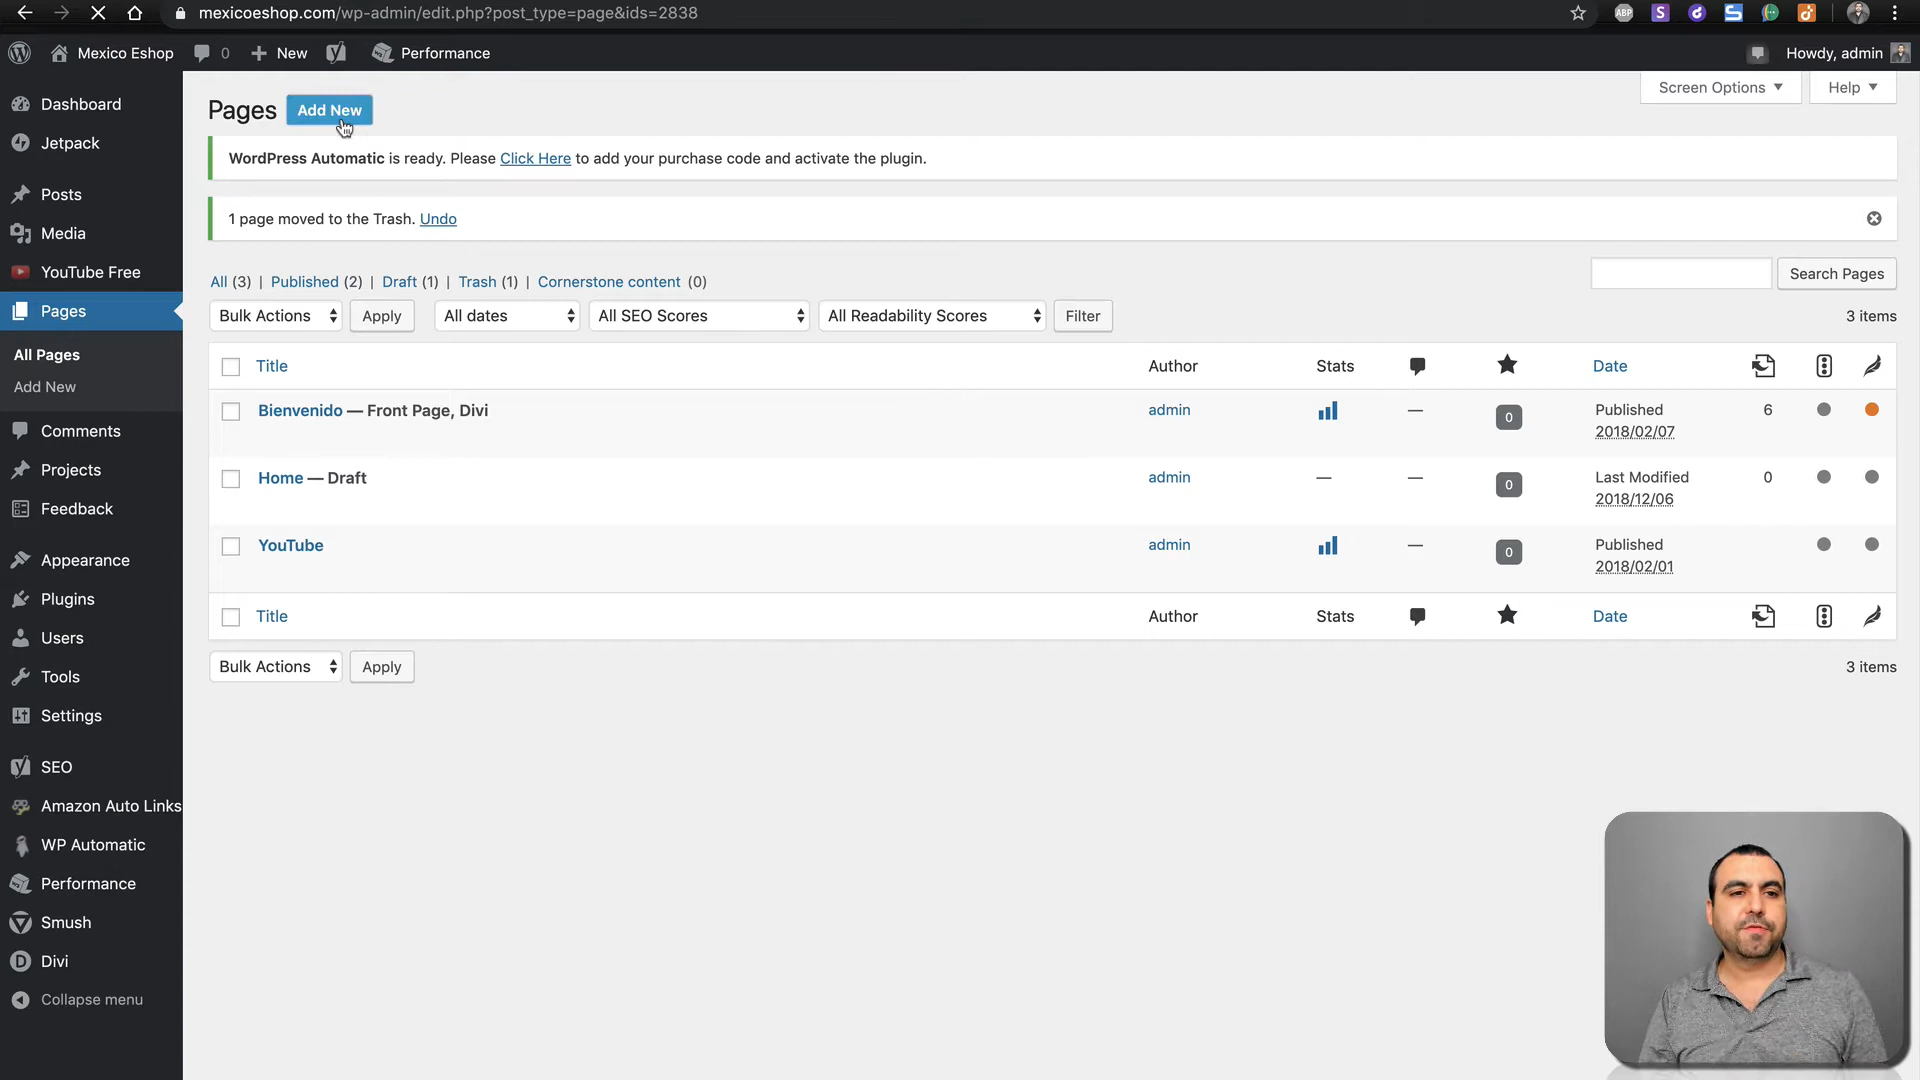 mexicoeshop.com/wp-admin/edit.php?post_type=page&ids=2838
ABP
Mexico Eshop 0 New Performance Howdy, admin
Screen Options Help
Dashboard
Jetpack
Posts
Media
YouTube Free
Pages
All Pages
Add New
Comments
Projects
Feedback
Appearance
Plugins
Users
Tools
Settings
SEO
Amazon Auto Links
WP Automatic
Performance
Smush
Divi
Collapse menu
Pages Add New
WordPress Automatic is ready. Please Click Here to add your purchase code and activate the plugin.
1 page moved to the Trash. Undo
All (3) | Published (2) | Draft (1) | Trash (1) | Cornerstone content (0)
Search Pages
Bulk Actions Apply All dates All SEO Scores All Readability Scores Filter 3 items
Title Author Stats Date
Bienvenido — Front Page, Divi admin — 0 Published 6
2018/02/07
Home — Draft admin — — 0 Last Modified 0
2018/12/06
YouTube admin — 0 Published
2018/02/01
Title Author Stats Date
Bulk Actions Apply 3 items